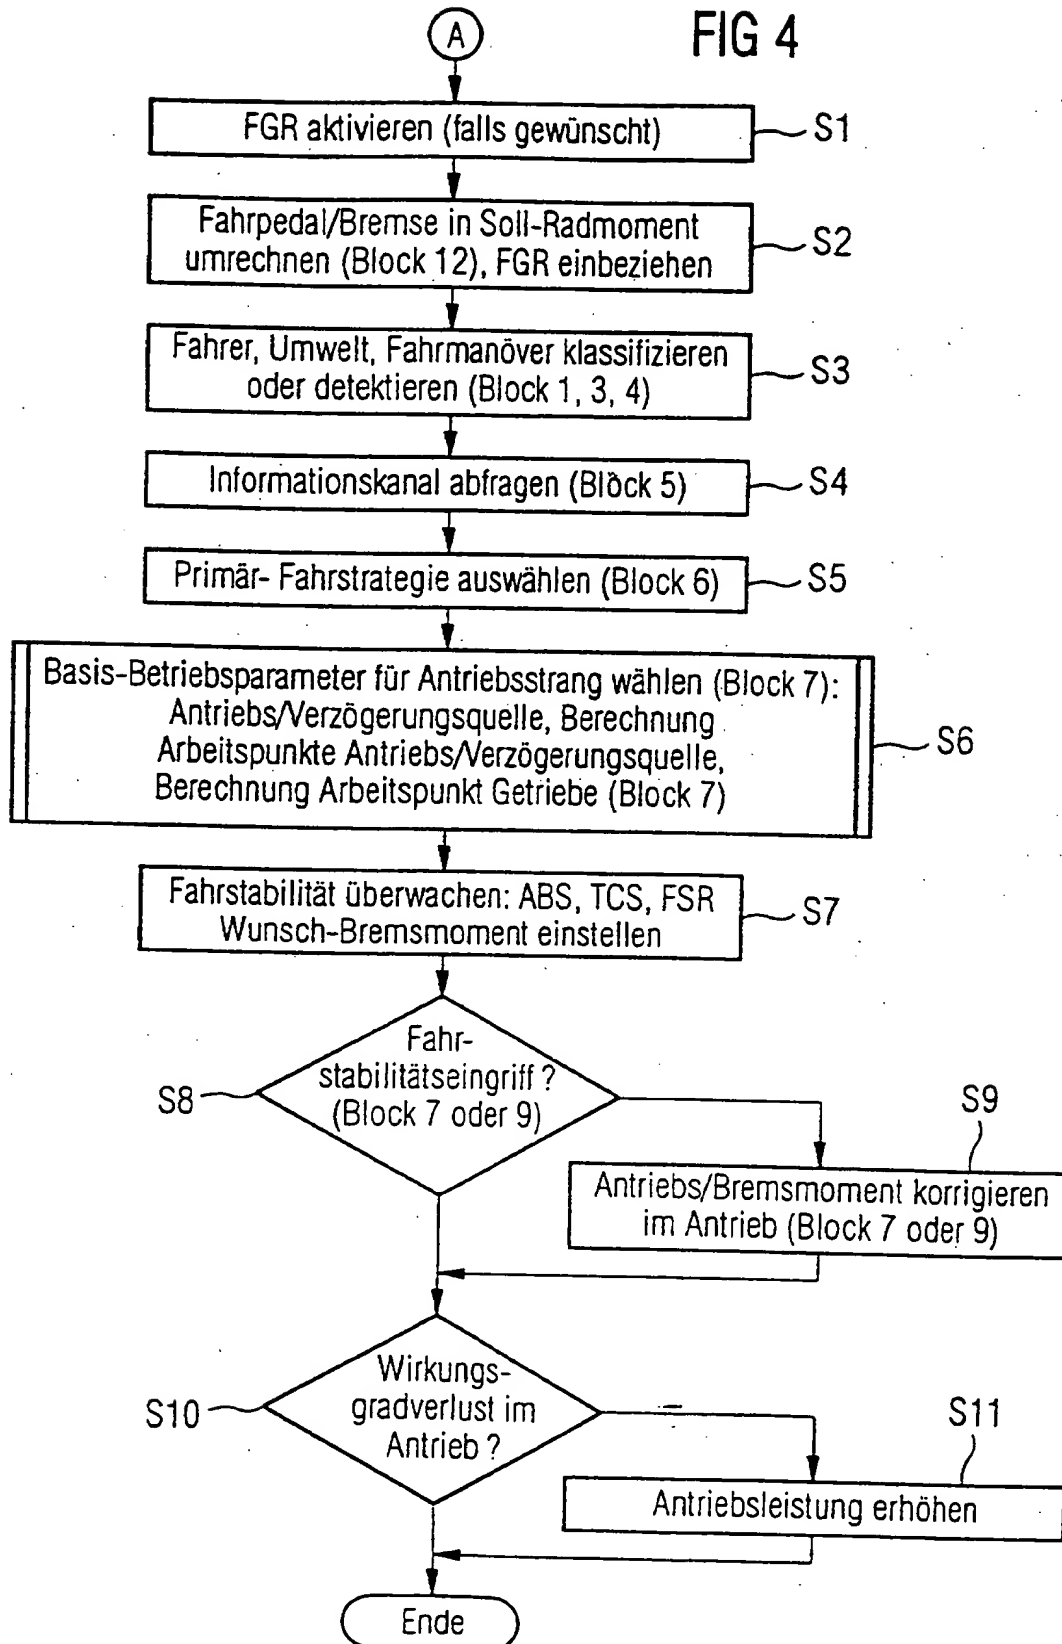 A
FIG 4
FGR aktivieren (falls gewünscht)
S1
Fahrpedal/Bremse in Soll-Radmoment
umrechnen (Block 12), FGR einbeziehen
S2
Fahrer, Umwelt, Fahrmanöver klassifizieren
oder detektieren (Block 1, 3, 4)
S3
Informationskanal abfragen (Block 5)
S4
Primär- Fahrstrategie auswählen (Block 6)
S5
Basis-Betriebsparameter für Antriebsstrang wählen (Block 7):
Antriebs/Verzögerungsquelle, Berechnung
Arbeitspunkte Antriebs/Verzögerungsquelle,
Berechnung Arbeitspunkt Getriebe (Block 7)
S6
Fahrstabilität überwachen: ABS, TCS, FSR
Wunsch-Bremsmoment einstellen
S7
Fahr-
stabilitätseingriff ?
(Block 7 oder 9)
S8
S9
Antriebs/Bremsmoment korrigieren
im Antrieb (Block 7 oder 9)
Wirkungs-
gradverlust im
Antrieb ?
S10
S11
Antriebsleistung erhöhen
Ende